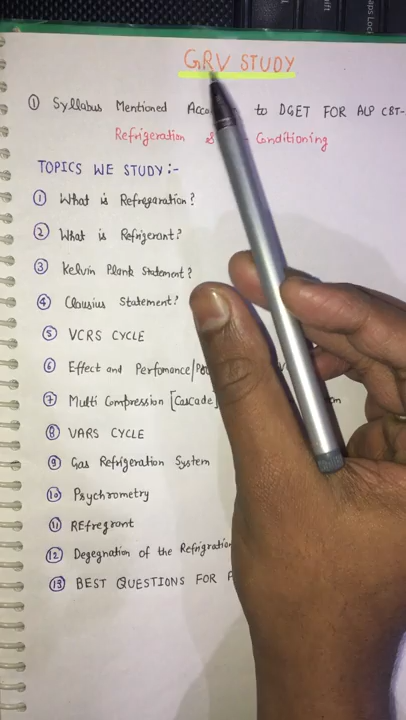 GRV STUDY
① Syllabus Mentioned to DGET FOR ALP CBT-
Refrigeration Conditioning
TOPICS WE STUDY:-
① What is Refregaration?
② What is Refrigerant?
③ Kelvin Plank Statement?
④ Clausius Statement?
⑤ VCRS CYCLE
⑥ Effect and Perfomance/
⑦ Multi Compression [Cascade]
⑧ VARS CYCLE
⑨ Gas Refrigeration System
⑩ Psychrometry
⑪ REfregrant
⑫ Degegnation of the
⑬ BEST QUESTIONS FOR
Caps Loc